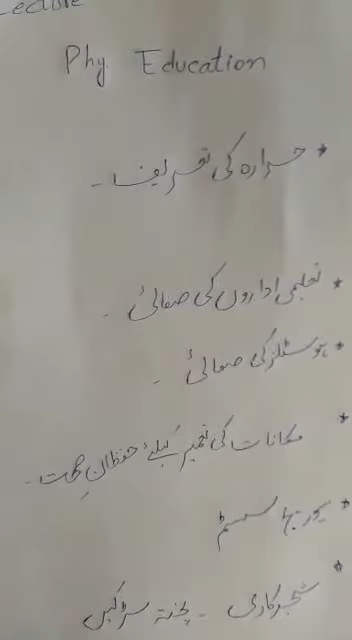 Lecture
Phy. Education
* حرارہ کی تعریف ۔
* تعلیمی اداروں کی صفائی ۔
* ہوسٹلز کی صفائی ۔
* مکانات کی تعمیر کیلئے حفظانِ صحت ۔
* سیوریج سسٹم
* شجرکاری ۔ پختہ سڑکیں